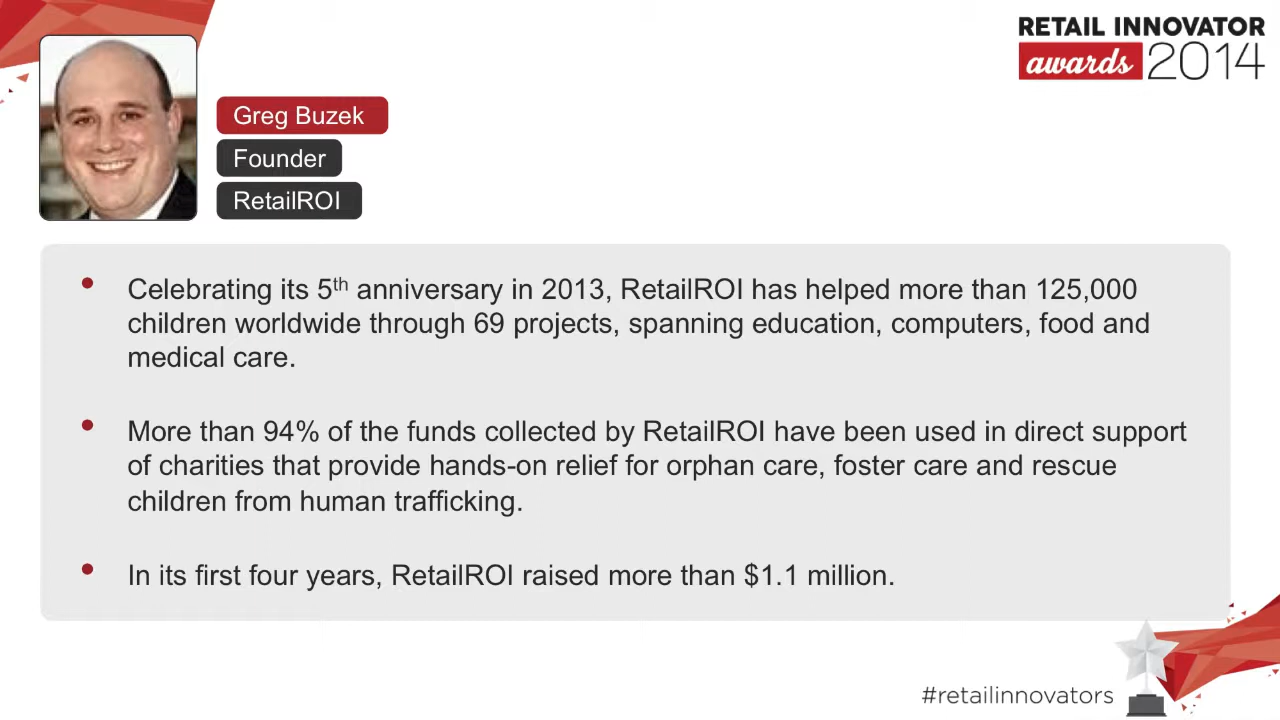 RETAIL INNOVATOR
awards 2014
Greg Buzek
Founder
RetailROI
• Celebrating its 5th anniversary in 2013, RetailROI has helped more than 125,000
children worldwide through 69 projects, spanning education, computers, food and
medical care.
• More than 94% of the funds collected by RetailROI have been used in direct support
of charities that provide hands-on relief for orphan care, foster care and rescue
children from human trafficking.
• In its first four years, RetailROI raised more than $1.1 million.
#retailinnovators